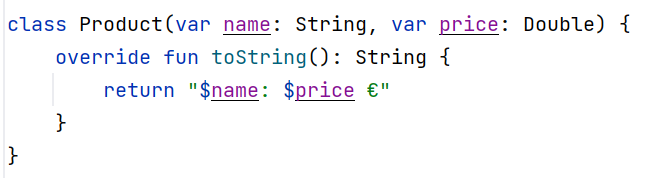 class Product(var name: String, var price: Double) {
    override fun toString(): String {
        return "$name: $price €"
    }
}